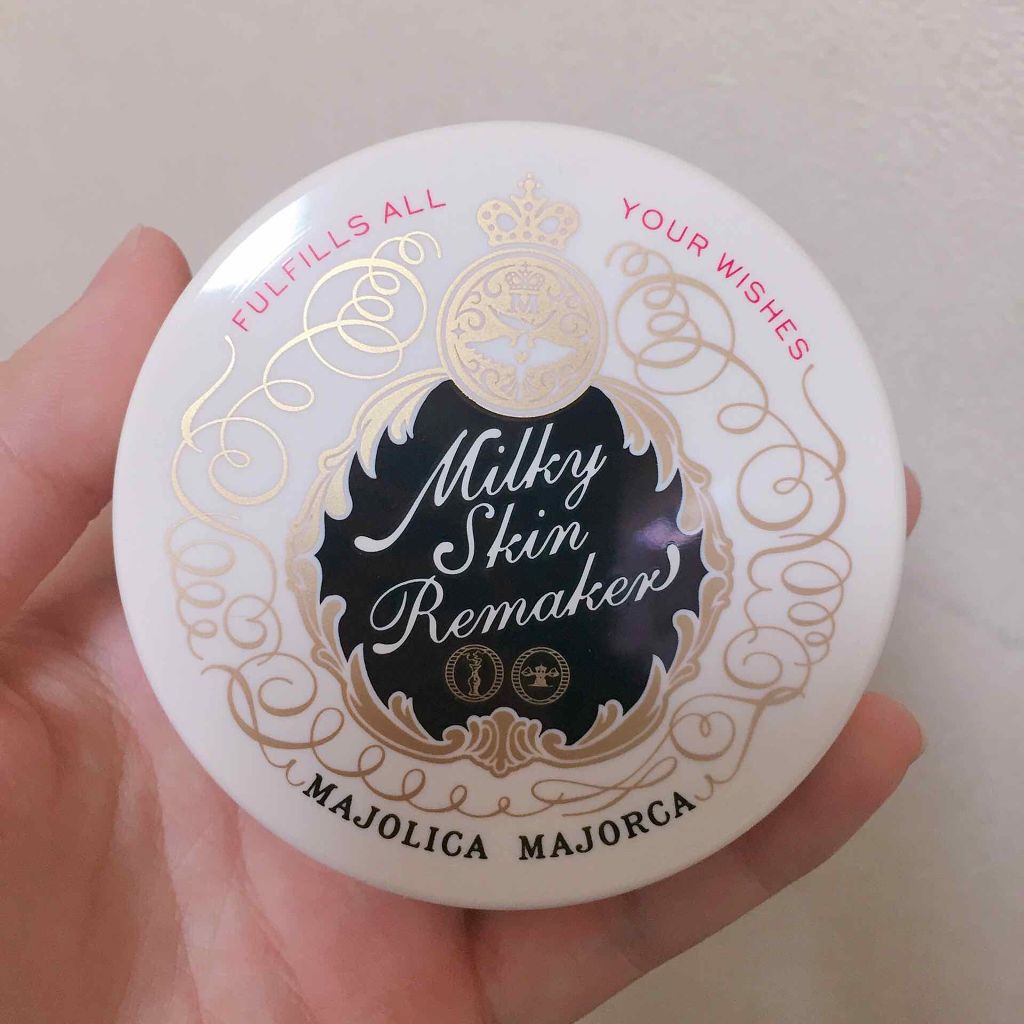 FULFILLS ALL
YOUR WISHES
M
Milky
Skin
Remaker
MAJOLICA MAJORCA